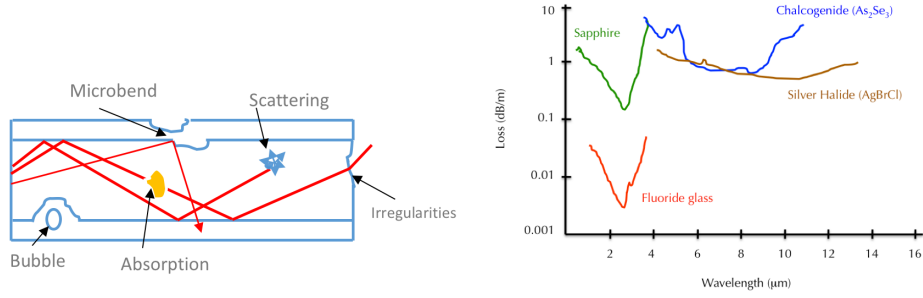 Microbend
Scattering
Irregularities
Bubble
Absorption
10
1
0.1
0.01
0.001
Loss (dB/m)
Sapphire
Chalcogenide (As₂Se₃)
Silver Halide (AgBrCl)
Fluoride glass
2 4 6 8 10 12 14 16
Wavelength (μm)